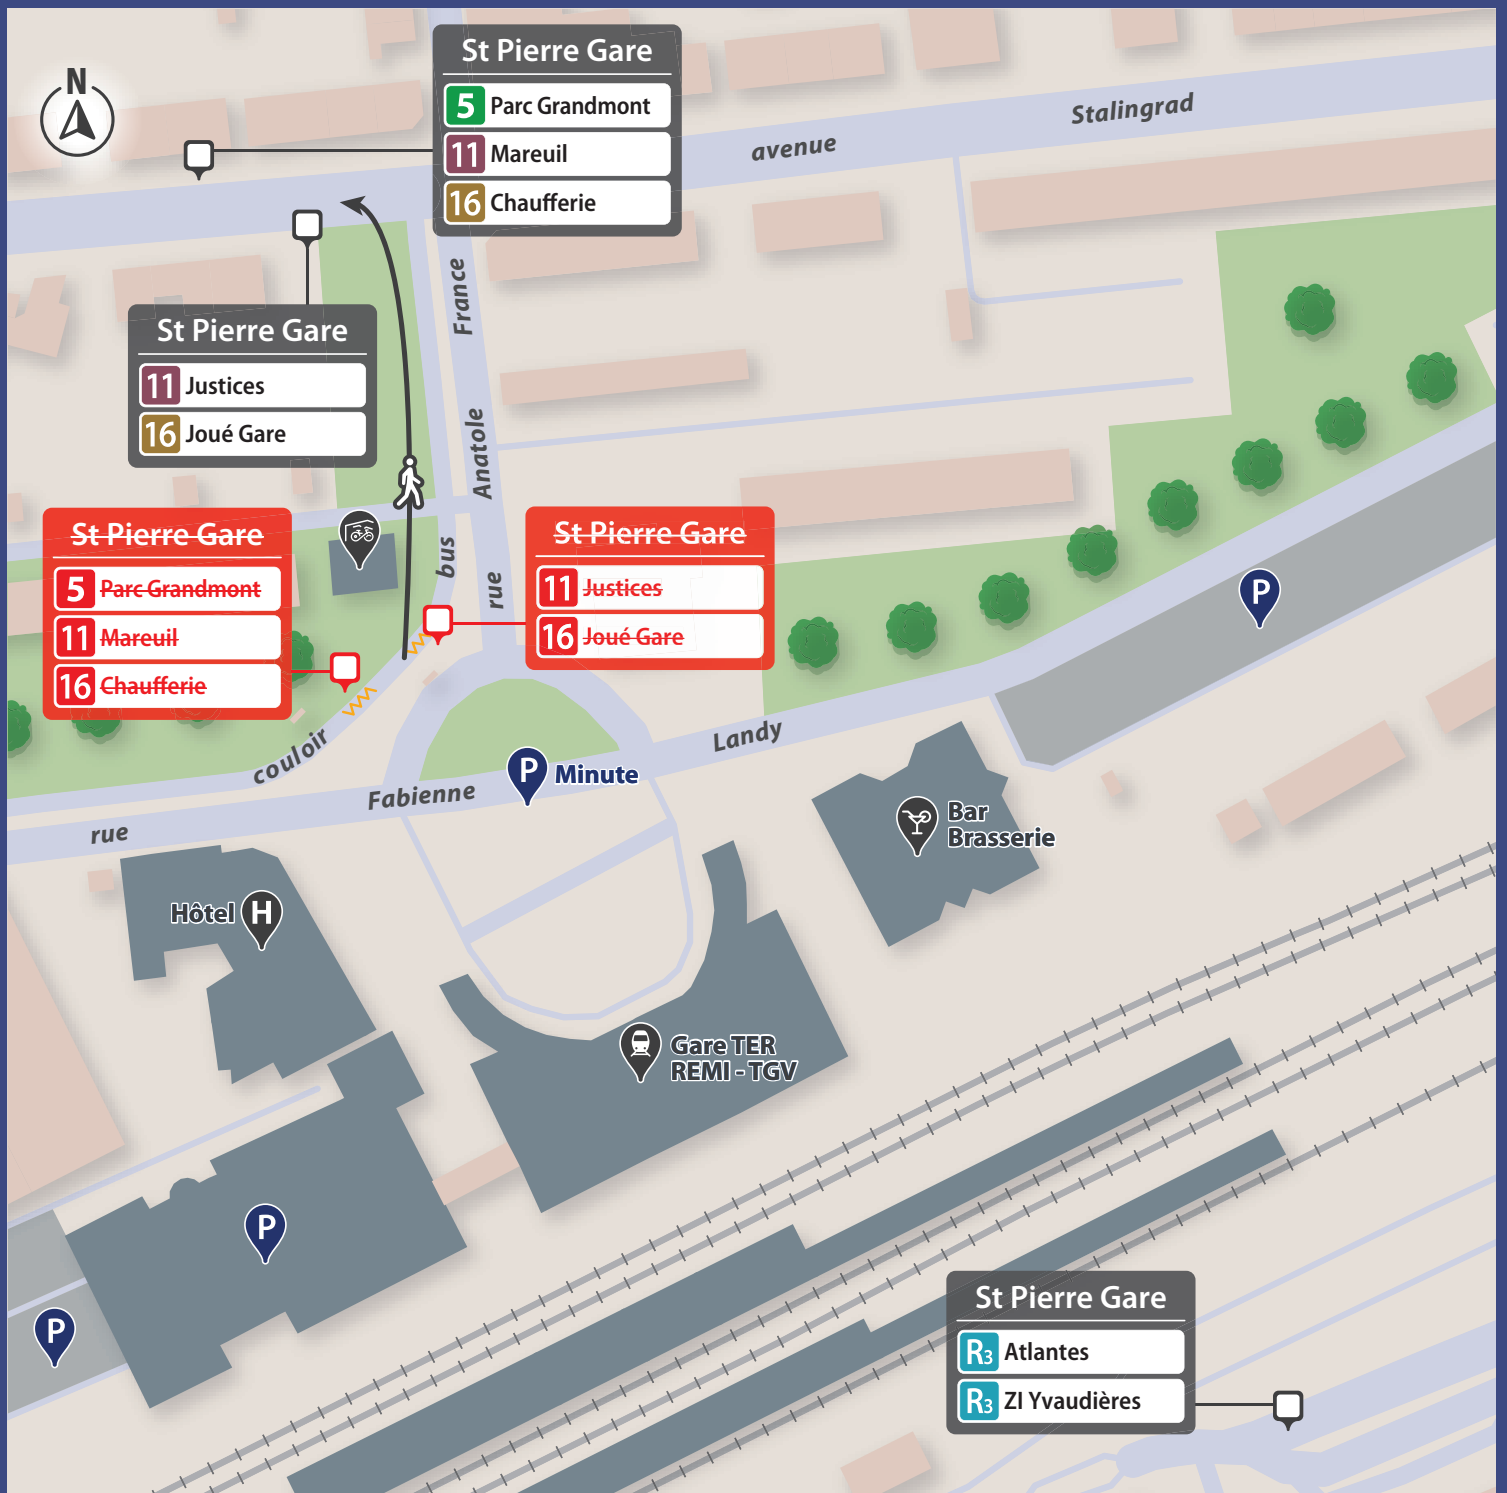 N
St Pierre Gare
5 Parc Grandmont
11 Mareuil
16 Chaufferie
avenue Stalingrad
St Pierre Gare
11 Justices
16 Joué Gare
rue Anatole France
St Pierre Gare
5 Parc Grandmont
11 Mareuil
16 Chaufferie
St Pierre Gare
11 Justices
16 Joué Gare
couloir bus
P
rue Fabienne Landy
P Minute
Bar
Brasserie
Hôtel H
Gare TER
REMI - TGV
P
P
St Pierre Gare
R3 Atlantes
R3 ZI Yvaudières